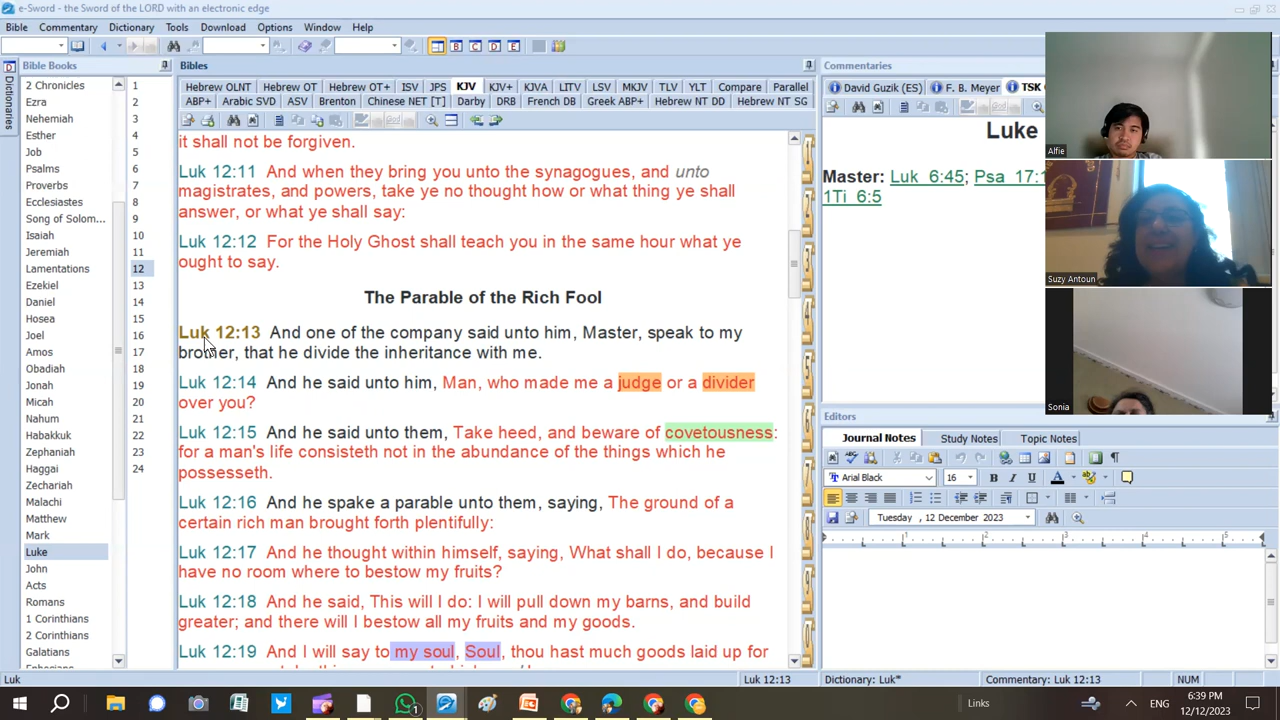 e-Sword - the Sword of the LORD with an electronic edge
Bible Commentary Dictionary Tools Download Options Window Help
B C D E
Dictionaries
Bible Books
2 Chronicles
Ezra
Nehemiah
Esther
Job
Psalms
Proverbs
Ecclesiastes
Song of Solom...
Isaiah
Jeremiah
Lamentations
Ezekiel
Daniel
Hosea
Joel
Amos
Obadiah
Jonah
Micah
Nahum
Habakkuk
Zephaniah
Haggai
Zechariah
Malachi
Matthew
Mark
Luke
John
Acts
Romans
1 Corinthians
2 Corinthians
Galatians
Ephesians
1
2
3
4
5
6
7
8
9
10
11
12
13
14
15
16
17
18
19
20
21
22
23
24
Bibles
Hebrew OLNT Hebrew OT Hebrew OT+ ISV JPS KJV KJV+ KJVA LITV LSV MKJV TLV YLT Compare Parallel
ABP+ Arabic SVD ASV Brenton Chinese NET [T] Darby DRB French DB Greek ABP+ Hebrew NT DD Hebrew NT SG
it shall not be forgiven.
Luk 12:11 And when they bring you unto the synagogues, and unto
magistrates, and powers, take ye no thought how or what thing ye shall
answer, or what ye shall say:
Luk 12:12 For the Holy Ghost shall teach you in the same hour what ye
ought to say.
The Parable of the Rich Fool
Luk 12:13 And one of the company said unto him, Master, speak to my
brother, that he divide the inheritance with me.
Luk 12:14 And he said unto him, Man, who made me a judge or a divider
over you?
Luk 12:15 And he said unto them, Take heed, and beware of covetousness:
for a man's life consisteth not in the abundance of the things which he
possesseth.
Luk 12:16 And he spake a parable unto them, saying, The ground of a
certain rich man brought forth plentifully:
Luk 12:17 And he thought within himself, saying, What shall I do, because I
have no room where to bestow my fruits?
Luk 12:18 And he said, This will I do: I will pull down my barns, and build
greater; and there will I bestow all my fruits and my goods.
Luk 12:19 And I will say to my soul, Soul, thou hast much goods laid up for
1
2
3
4
5
6
7
8
9
Commentaries
David Guzik (EN) F. B. Meyer TSK
Luke
Master: Luk 6:45; Psa 17:1
1Ti 6:5
Alfie
Suzy Antoun
Sonia
Editors
Journal Notes Study Notes Topic Notes
Arial Black 16 B I U A
Tuesday , 12 December 2023
1 2 3 4 5
Luk
Luk 12:13
Dictionary: Luk*
Commentary: Luk 12:13
NUM
1
Links
ENG
6:39 PM
12/12/2023